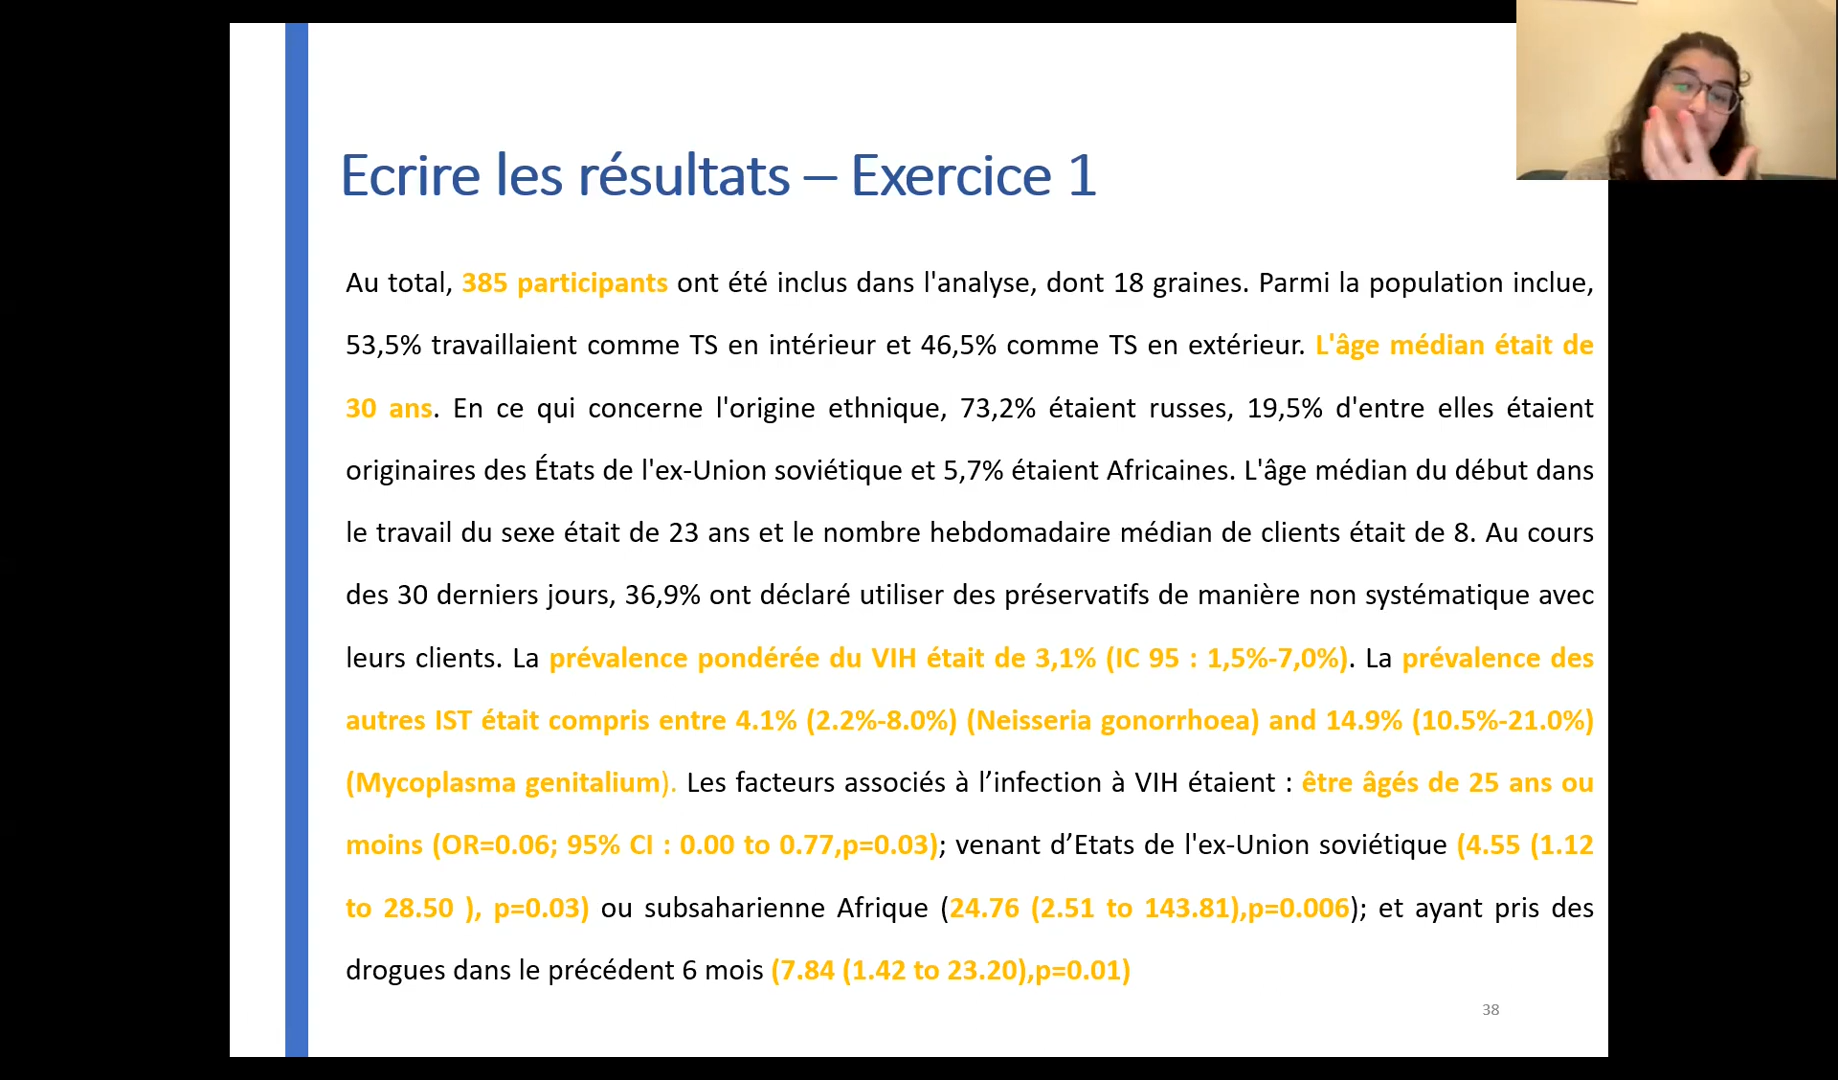 Ecrire les résultats – Exercice 1
Au total, 385 participants ont été inclus dans l'analyse, dont 18 graines. Parmi la population inclue,
53,5% travaillaient comme TS en intérieur et 46,5% comme TS en extérieur. L'âge médian était de
30 ans. En ce qui concerne l'origine ethnique, 73,2% étaient russes, 19,5% d'entre elles étaient
originaires des États de l'ex-Union soviétique et 5,7% étaient Africaines. L'âge médian du début dans
le travail du sexe était de 23 ans et le nombre hebdomadaire médian de clients était de 8. Au cours
des 30 derniers jours, 36,9% ont déclaré utiliser des préservatifs de manière non systématique avec
leurs clients. La prévalence pondérée du VIH était de 3,1% (IC 95 : 1,5%-7,0%). La prévalence des
autres IST était compris entre 4.1% (2.2%-8.0%) (Neisseria gonorrhoea) and 14.9% (10.5%-21.0%)
(Mycoplasma genitalium). Les facteurs associés à l’infection à VIH étaient : être âgés de 25 ans ou
moins (OR=0.06; 95% CI : 0.00 to 0.77,p=0.03); venant d’Etats de l'ex-Union soviétique (4.55 (1.12
to 28.50 ), p=0.03) ou subsaharienne Afrique (24.76 (2.51 to 143.81),p=0.006); et ayant pris des
drogues dans le précédent 6 mois (7.84 (1.42 to 23.20),p=0.01)
38